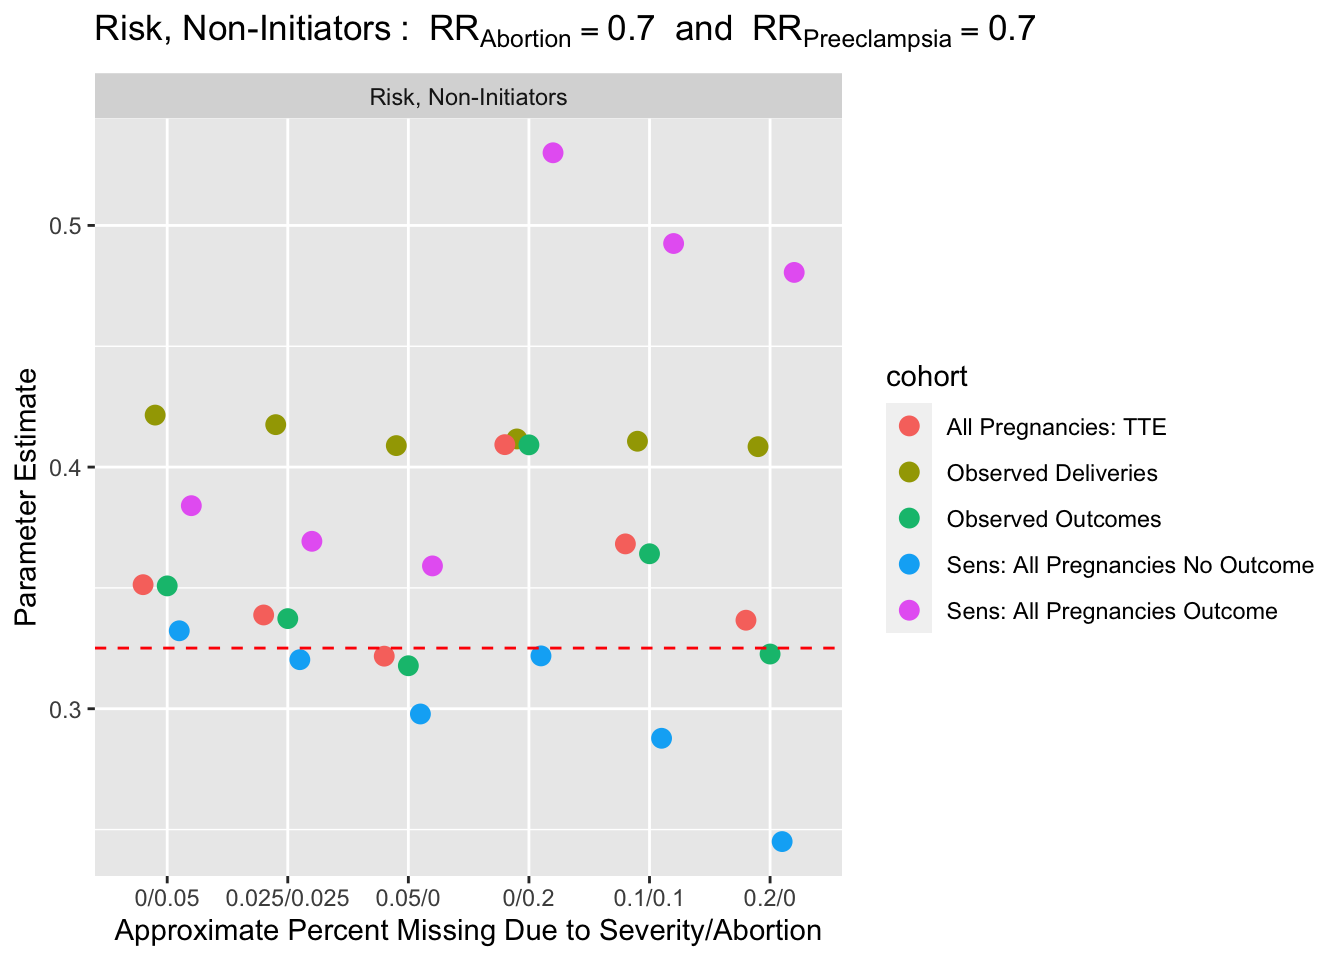 Risk, Non-Initiators : RR_Abortion = 0.7 and RR_Preeclampsia = 0.7
Risk, Non-Initiators
Parameter Estimate
0.5
0.4
0.3
0/0.05 0.025/0.025 0.05/0 0/0.2 0.1/0.1 0.2/0
Approximate Percent Missing Due to Severity/Abortion
cohort
All Pregnancies: TTE
Observed Deliveries
Observed Outcomes
Sens: All Pregnancies No Outcome
Sens: All Pregnancies Outcome